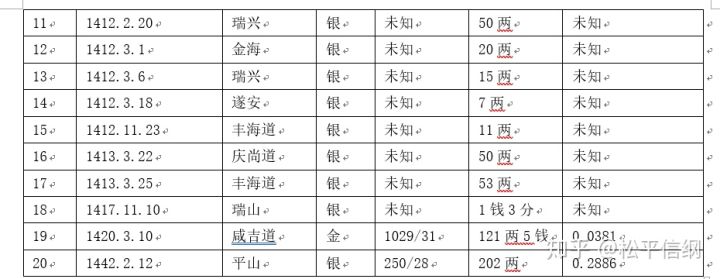 11 1412.2.20 瑞兴 银 未知 50 两 未知
12 1412.3.1 金海 银 未知 20 两 未知
13 1412.3.6 瑞兴 银 未知 15 两 未知
14 1412.3.18 遂安 银 未知 7 两 未知
15 1412.11.23 丰海道 银 未知 11 两 未知
16 1413.3.22 庆尚道 银 未知 50 两 未知
17 1413.3.25 丰海道 银 未知 53 两 未知
18 1417.11.10 瑞山 银 未知 1 钱 3 分 未知
19 1420.3.10 咸吉道 金 1029/31 121 两 5 钱 0.0381
20 1442.2.12 平山 银 250/28 202 两 0.2886
知乎 @松平信纲